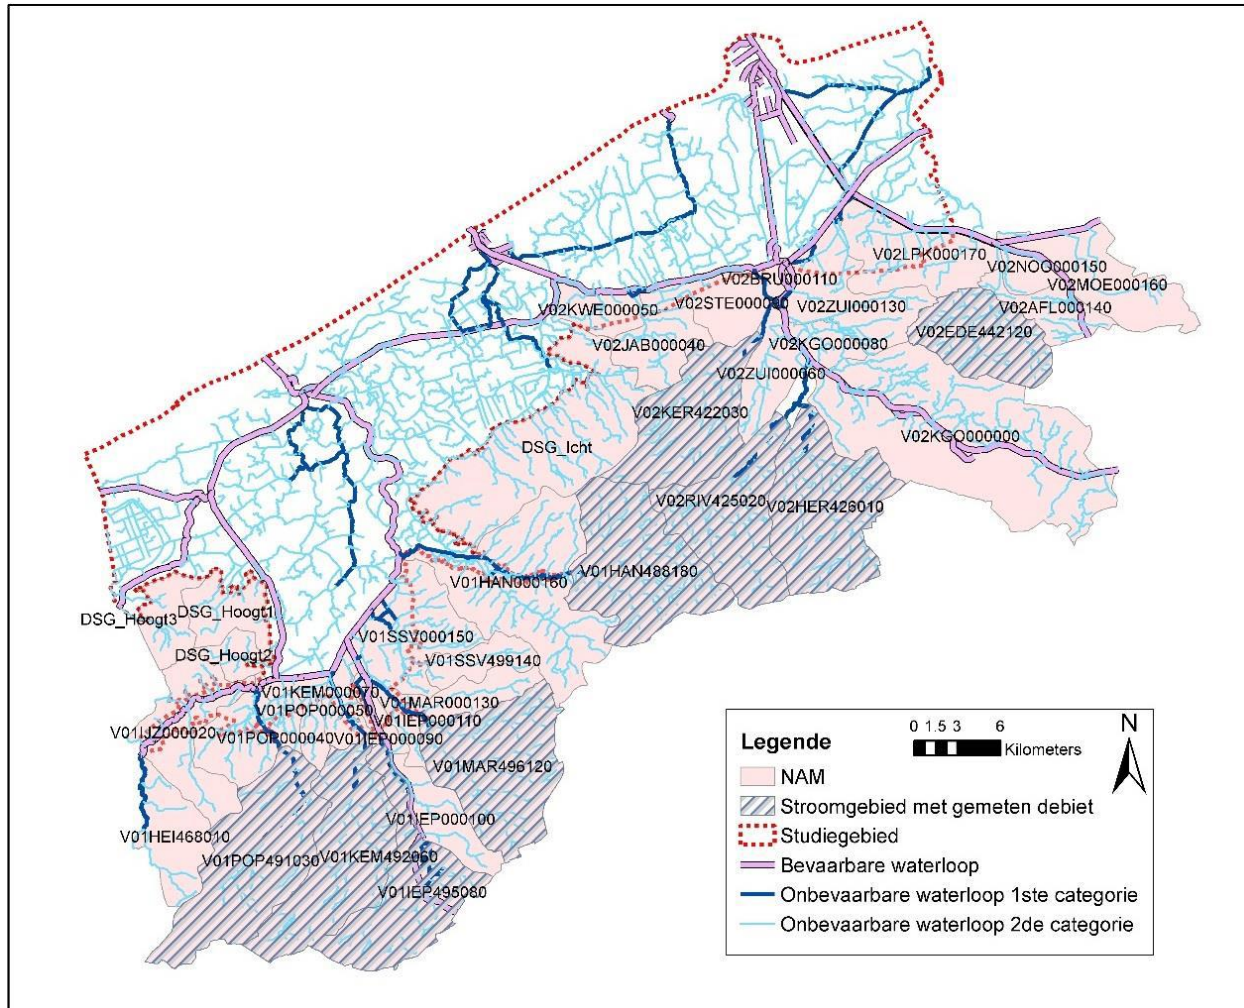 V02LPK000170
V02NOO000150
V02BRU000110
V02MOE000160
V02KWE000050
V02STE000090
V02ZUI000130
V02AFL000140
V02EDE442120
V02JAB000040
V02KGO000080
V02ZUI000060
V02KER422030
V02KGO000000
DSG_Icht
V02RIV425020
V02HER426010
V01HAN488180
V01HAN000160
DSG_Hoogt1
DSG_Hoogt3
V01SSV000150
DSG_Hoogt2
V01SSV499140
V01KEM000070
V01MAR000130
V01POP000050
V01IEP000110
V01IJZ000020
V01POP000040
V01IEP000090
V01MAR496120
V01IEP000100
V01HEI468010
V01POP491030
V01KEM492060
V01IEP495080
Legende
0 1.5 3 6
Kilometers
N
NAM
Stroomgebied met gemeten debiet
Studiegebied
Bevaarbare waterloop
Onbevaarbare waterloop 1ste categorie
Onbevaarbare waterloop 2de categorie